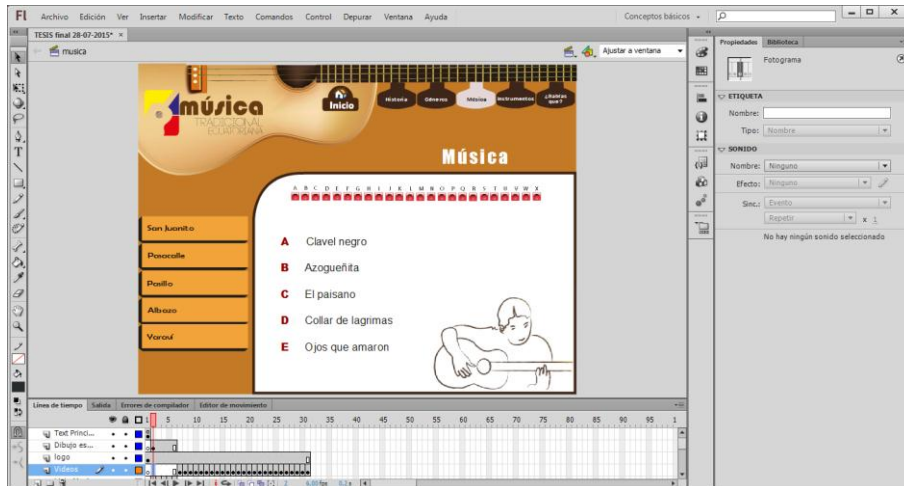 Fl Archivo Edición Ver Insertar Modificar Texto Comandos Control Depurar Ventana Ayuda Conceptos básicos
TESIS final 28-07-2015* ×
musica Ajustar a ventana
Inicio Historia Géneros Música Instrumentos ¿Sabías que?
música
TRADICIONAL
ECUATORIANA
Música
A B C D E F G H I J K L M N O P Q R S T U V W X
San Juanito
Pasacalle
Pasillo
Albazo
Yaraví
A Clavel negro
B Azogueñita
C El paisano
D Collar de lagrimas
E Ojos que amaron
Propiedades Biblioteca
Fotograma
ETIQUETA
Nombre:
Tipo: Nombre
SONIDO
Nombre: Ninguno
Efecto: Ninguno
Sinc.: Evento
Repetir x 1
No hay ningún sonido seleccionado
Línea de tiempo Salida Errores de compilador Editor de movimiento
1 5 10 15 20 25 30 35 40 45 50 55 60 65 70 75 80 85 90 95 1
Text Princi...
Dibujo es...
logo
Videos